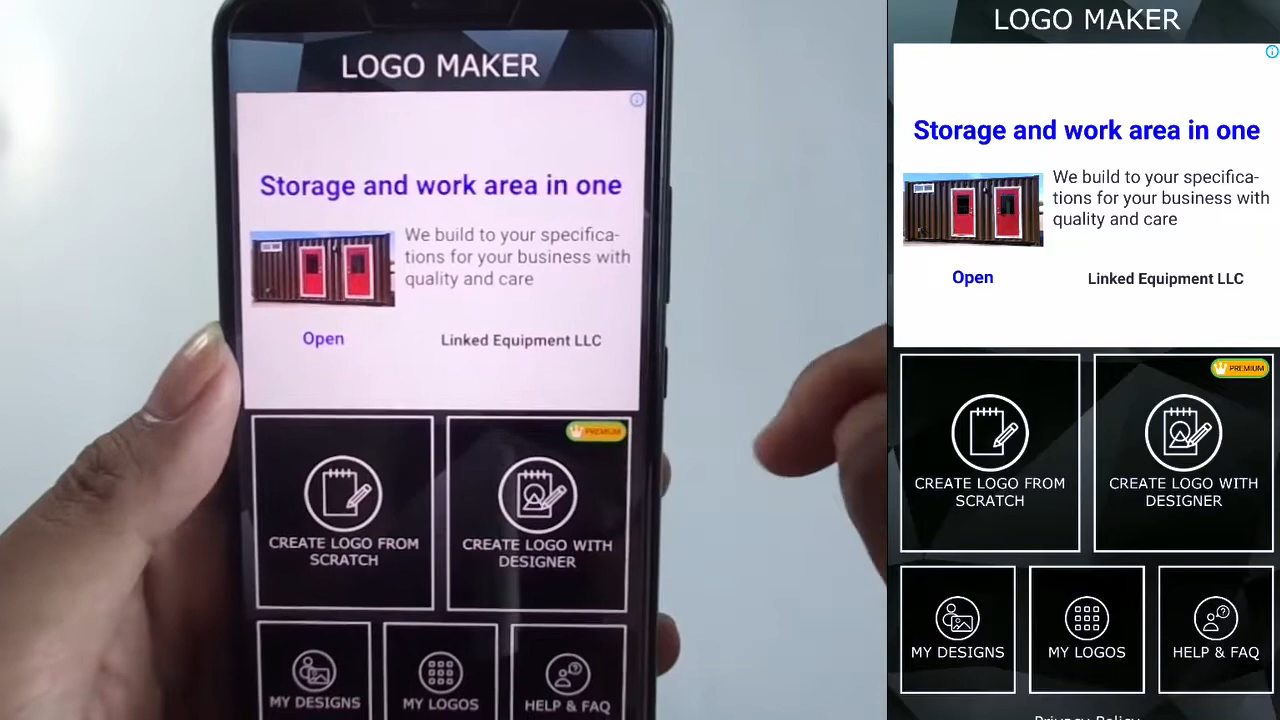 LOGO MAKER
Storage and work area in one
We build to your specifica-
tions for your business with
quality and care
Open
Linked Equipment LLC
PREMIUM
CREATE LOGO FROM
SCRATCH
CREATE LOGO WITH
DESIGNER
MY DESIGNS
MY LOGOS
HELP & FAQ
LOGO MAKER
Storage and work area in one
We build to your specifica-
tions for your business with
quality and care
Open
Linked Equipment LLC
PREMIUM
CREATE LOGO FROM
SCRATCH
CREATE LOGO WITH
DESIGNER
MY DESIGNS
MY LOGOS
HELP & FAQ
Privacy Policy